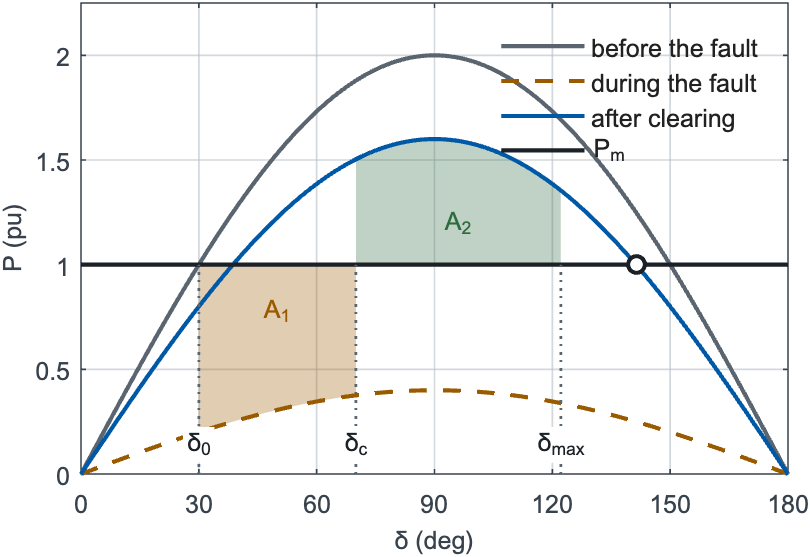 before the fault
during the fault
after clearing
Pm
2
1.5
1
0.5
0
P (pu)
A2
A1
δ0
δc
δmax
0
30
60
90
120
150
180
δ (deg)